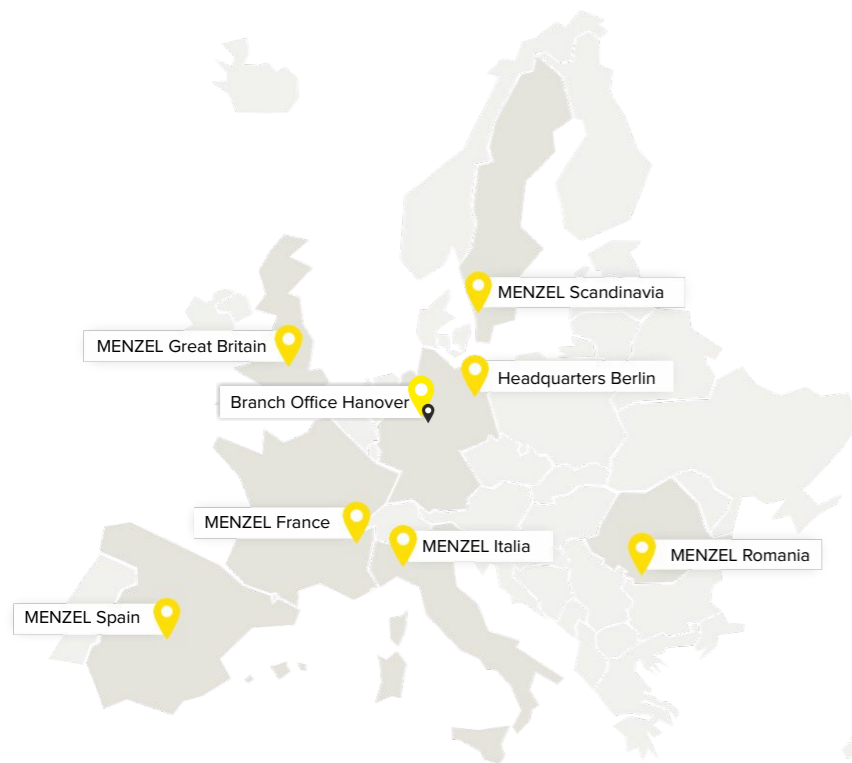 MENZEL Scandinavia
MENZEL Great Britain
Headquarters Berlin
Branch Office Hanover
MENZEL France
MENZEL Italia
MENZEL Romania
MENZEL Spain